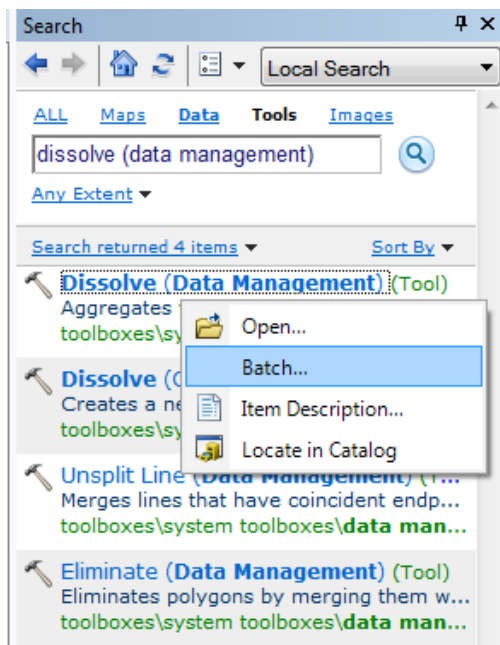 Search
Local Search
ALL Maps Data Tools Images
dissolve (data management)
Any Extent
Search returned 4 items Sort By
Dissolve (Data Management) (Tool)
Aggregates
toolboxes\sy
Open...
Batch...
Item Description...
Locate in Catalog
Dissolve (
Creates a ne
toolboxes\sy
Unsplit Line (Data Management) (T...
Merges lines that have coincident endp...
toolboxes\system toolboxes\data man...
Eliminate (Data Management) (Tool)
Eliminates polygons by merging them w...
toolboxes\system toolboxes\data man...